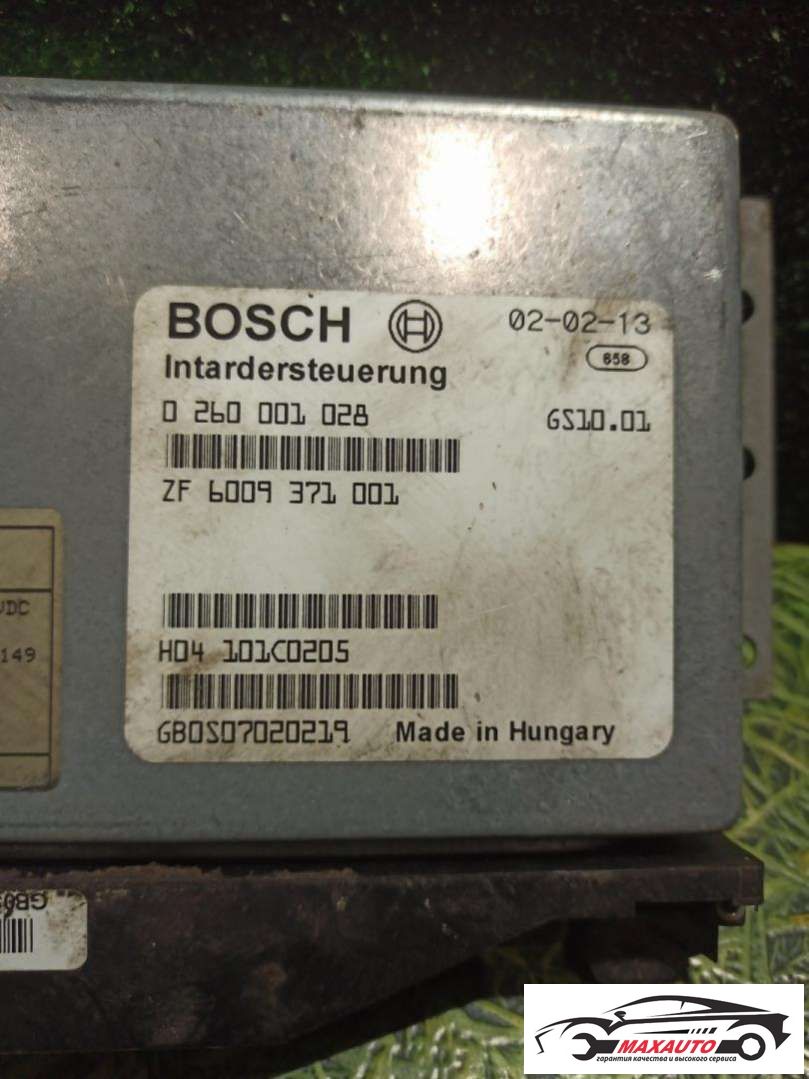 BOSCH
02-02-13
658
Intardersteuerung
0 260 001 028
GS10.01
ZF 6009 371 001
VDC
149
H04 101C0205
GB0S07020219
Made in Hungary
MAXAUTO
гарантия качества и высокого сервиса